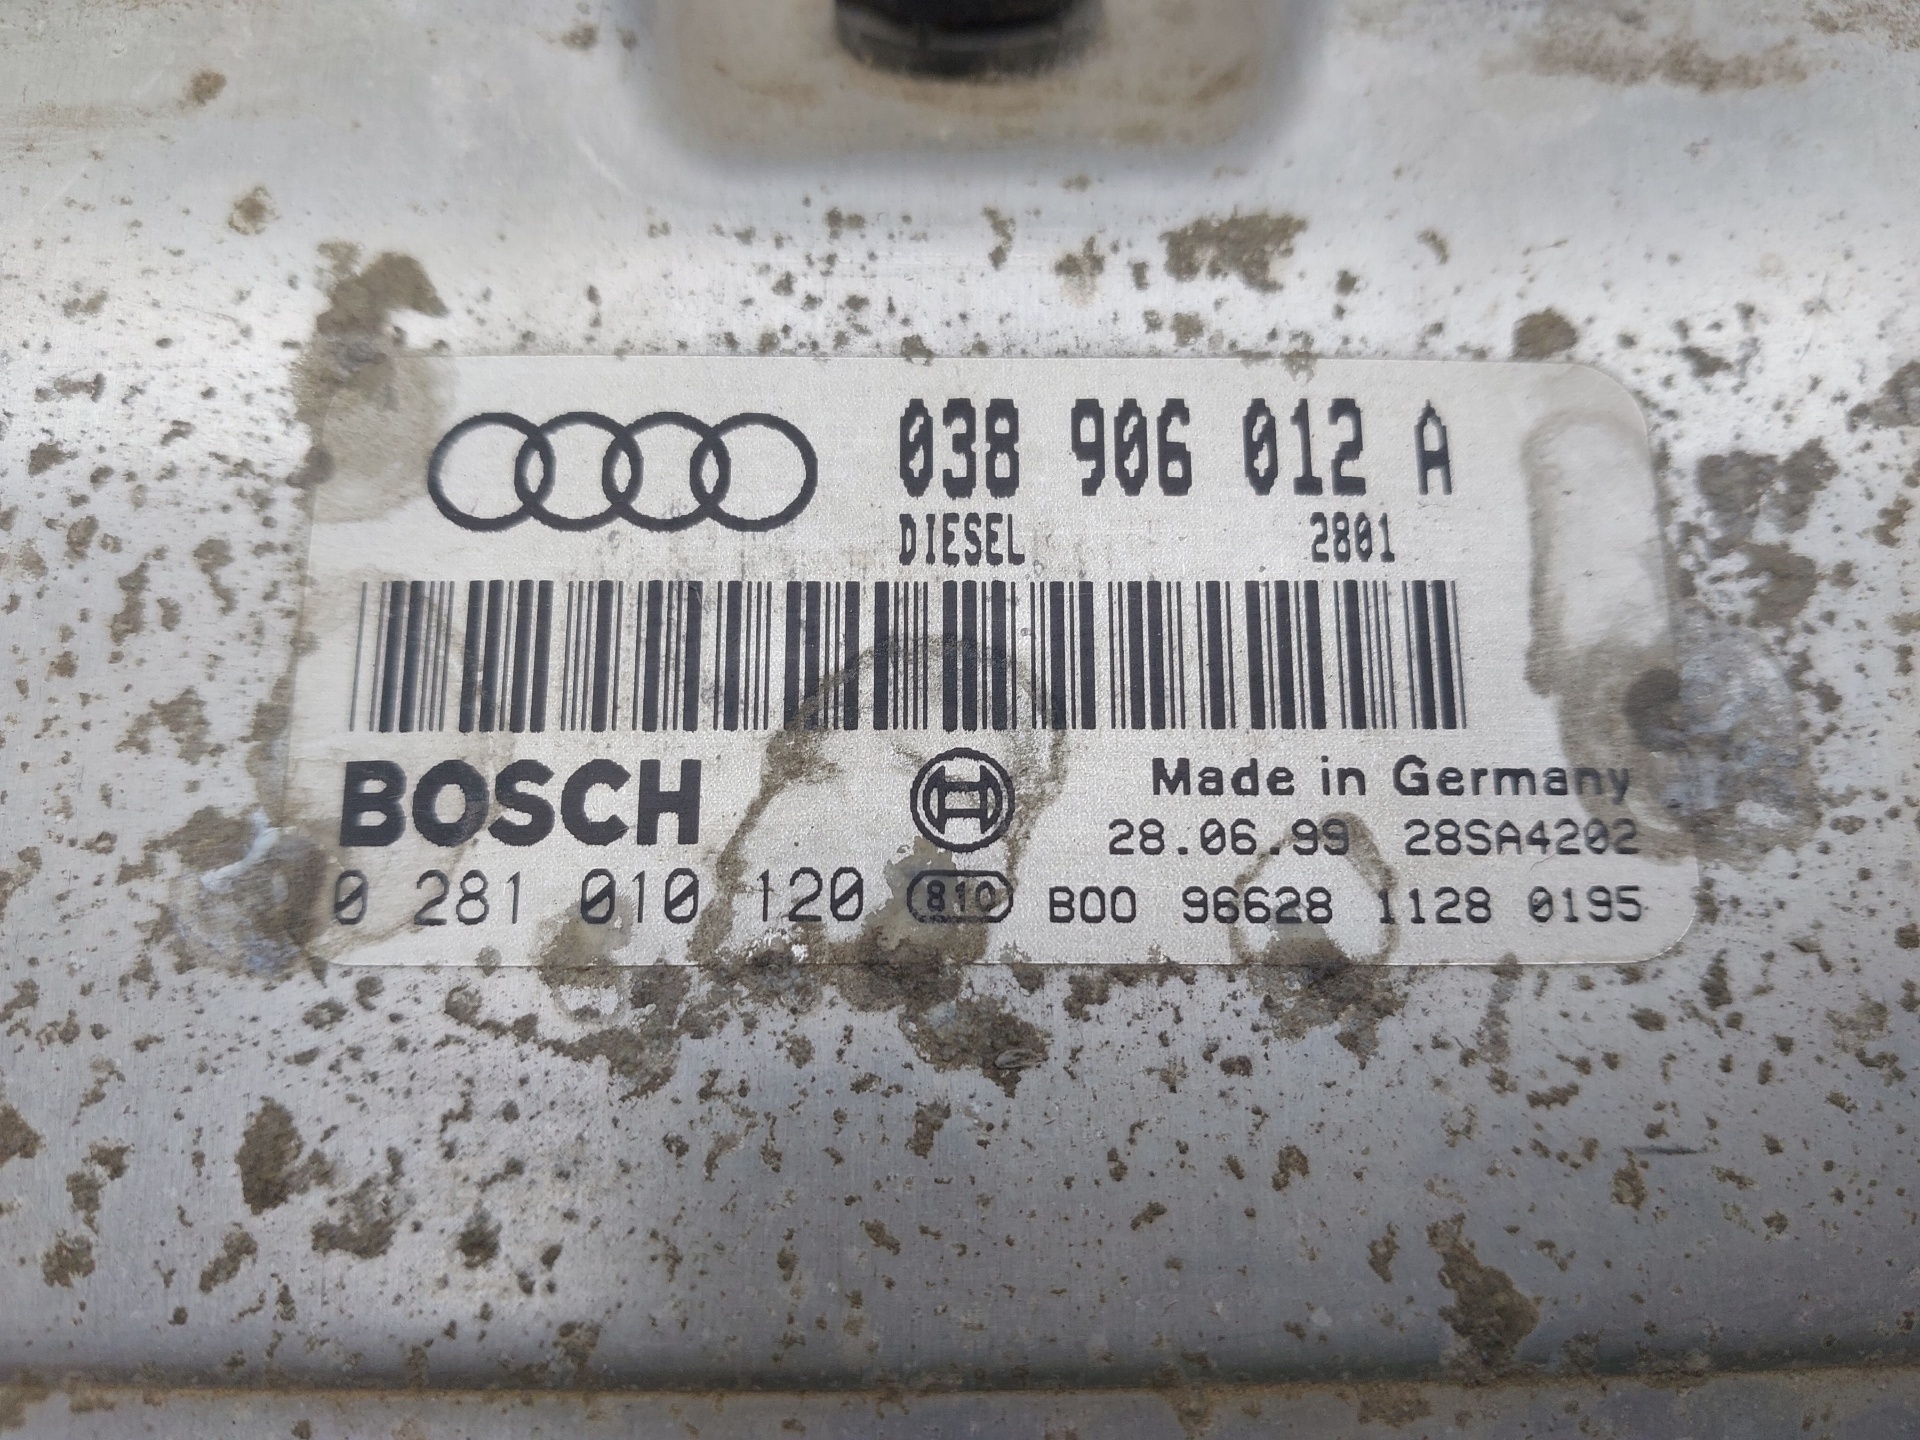 038 906 012 A
DIESEL 2801
BOSCH
Made in Germany
28.06.99 28SA4202
0 281 010 120 810 B00 96628 1128 0195